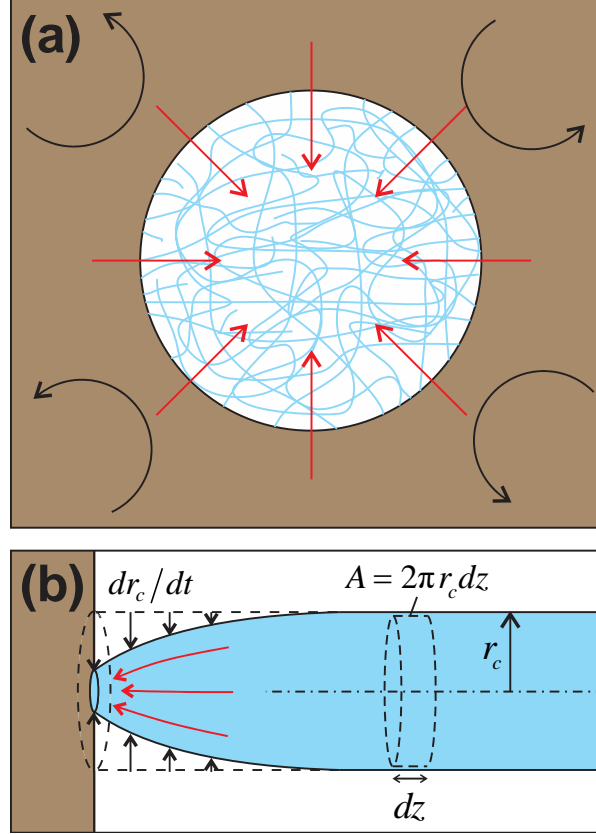 (a)
(b)
dr_c/dt
A = 2πr_c dz
r_c
dz